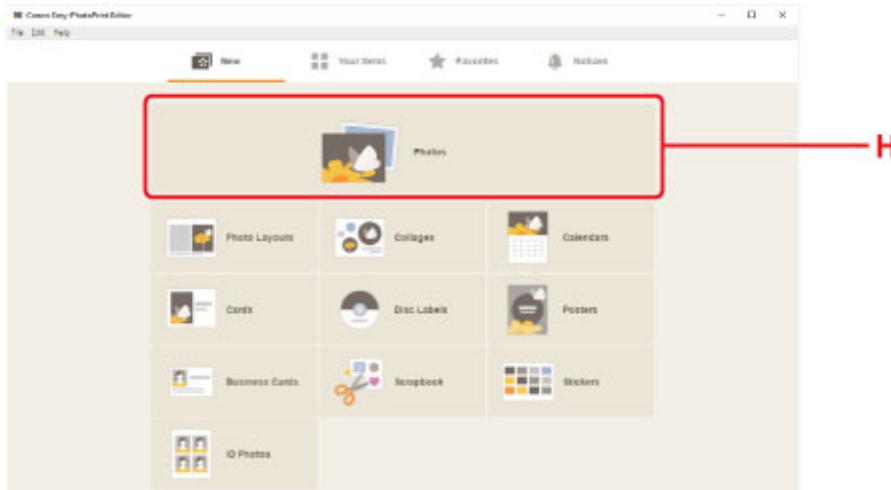 Canon Easy-PhotoPrint Editor
File Edit Help
New Your Items Favorites Notices
Photos
H
Photo Layouts Collages Calendars
Cards Disc Labels Posters
Business Cards Scrapbook Stickers
ID Photos